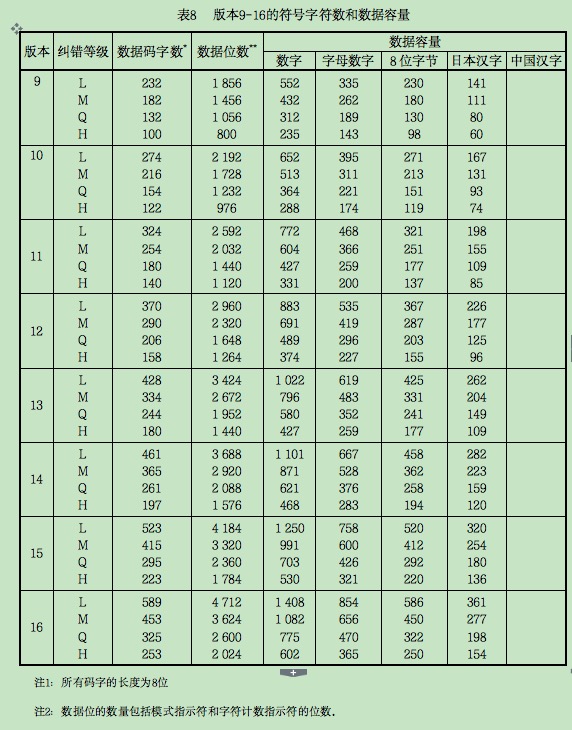 表8 版本9-16的符号字符数和数据容量
版本 纠错等级 数据码字数* 数据位数** 数据容量
数字 字母数字 8位字节 日本汉字 中国汉字
9 L 232 1 856 552 335 230 141
M 182 1 456 432 262 180 111
Q 132 1 056 312 189 130 80
H 100 800 235 143 98 60
10 L 274 2 192 652 395 271 167
M 216 1 728 513 311 213 131
Q 154 1 232 364 221 151 93
H 122 976 288 174 119 74
11 L 324 2 592 772 468 321 198
M 254 2 032 604 366 251 155
Q 180 1 440 427 259 177 109
H 140 1 120 331 200 137 85
12 L 370 2 960 883 535 367 226
M 290 2 320 691 419 287 177
Q 206 1 648 489 296 203 125
H 158 1 264 374 227 155 96
13 L 428 3 424 1 022 619 425 262
M 334 2 672 796 483 331 204
Q 244 1 952 580 352 241 149
H 180 1 440 427 259 177 109
14 L 461 3 688 1 101 667 458 282
M 365 2 920 871 528 362 223
Q 261 2 088 621 376 258 159
H 197 1 576 468 283 194 120
15 L 523 4 184 1 250 758 520 320
M 415 3 320 991 600 412 254
Q 295 2 360 703 426 292 180
H 223 1 784 530 321 220 136
16 L 589 4 712 1 408 854 586 361
M 453 3 624 1 082 656 450 277
Q 325 2 600 775 470 322 198
H 253 2 024 602 365 250 154
注1: 所有码字的长度为8位
注2: 数据位的数量包括模式指示符和字符计数指示符的位数.